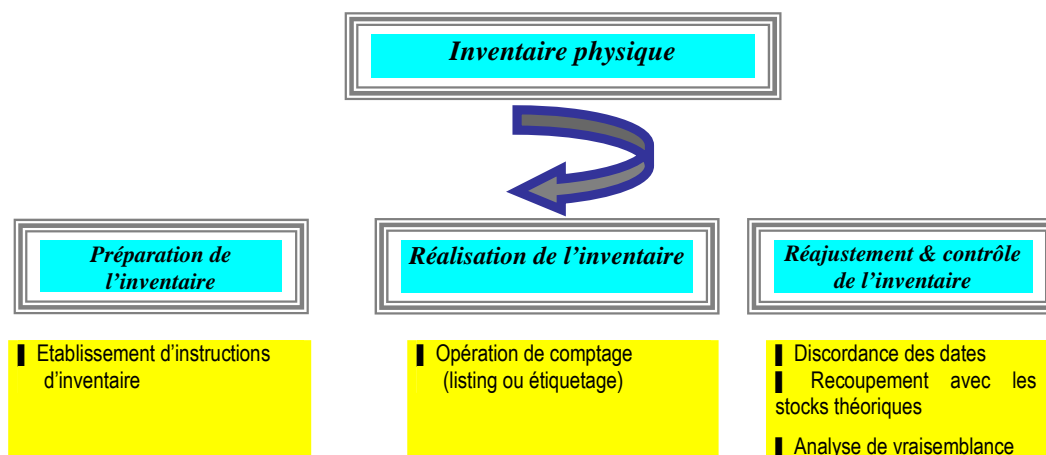 Inventaire physique
Préparation de
l’inventaire
Réalisation de l’inventaire
Réajustement & contrôle
de l’inventaire
❚ Etablissement d’instructions
d’inventaire
❚ Opération de comptage
(listing ou étiquetage)
❚ Discordance des dates
❚ Recoupement avec les
stocks théoriques
❚ Analyse de vraisemblance